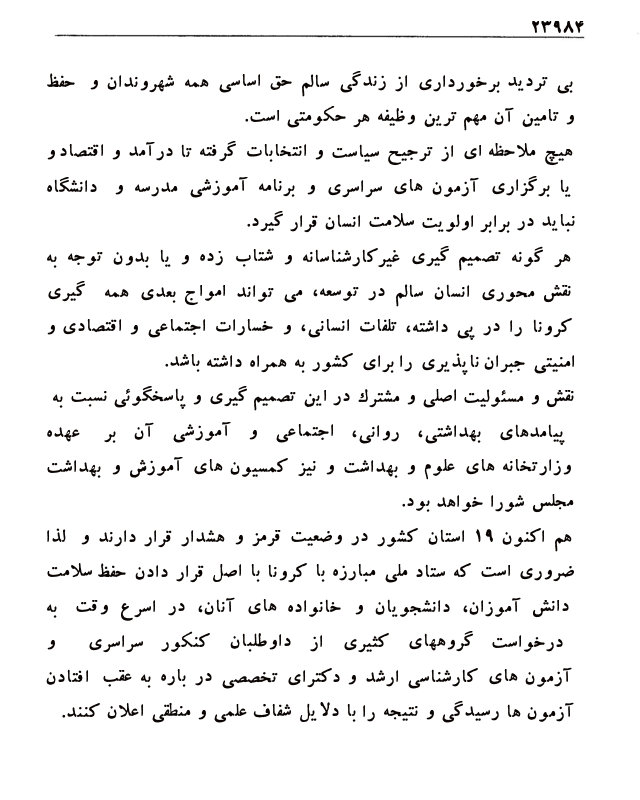 ۲۳۹۸۴
بی تردید برخورداری از زندگی سالم حق اساسی همه شهروندان و حفظ
و تامین آن مهم ترین وظیفه هر حکومتی است.
هیچ ملاحظه ای از ترجیح سیاست و انتخابات گرفته تا درآمد و اقتصاد و
یا برگزاری آزمون های سراسری و برنامه آموزشی مدرسه و دانشگاه
نباید در برابر اولویت سلامت انسان قرار گیرد.
هر گونه تصمیم گیری غیرکارشناسانه و شتاب زده و یا بدون توجه به
نقش محوری انسان سالم در توسعه، می تواند امواج بعدی همه گیری
کرونا را در پی داشته، تلفات انسانی، و خسارات اجتماعی و اقتصادی و
امنیتی جبران ناپذیری را برای کشور به همراه داشته باشد.
نقش و مسئولیت اصلی و مشترك در این تصمیم گیری و پاسخگوئی نسبت به
پیامدهای بهداشتی، روانی، اجتماعی و آموزشی آن بر عهده
وزارتخانه های علوم و بهداشت و نیز کمسیون های آموزش و بهداشت
مجلس شورا خواهد بود.
هم اکنون ۱۹ استان کشور در وضعیت قرمز و هشدار قرار دارند و لذا
ضروری است که ستاد ملی مبارزه با کرونا با اصل قرار دادن حفظ سلامت
دانش آموزان، دانشجویان و خانواده های آنان، در اسرع وقت به
درخواست گروههای کثیری از داوطلبان کنکور سراسری و
آزمون های کارشناسی ارشد و دکترای تخصصی در باره به عقب افتادن
آزمون ها رسیدگی و نتیجه را با دلایل شفاف علمی و منطقی اعلان کنند.